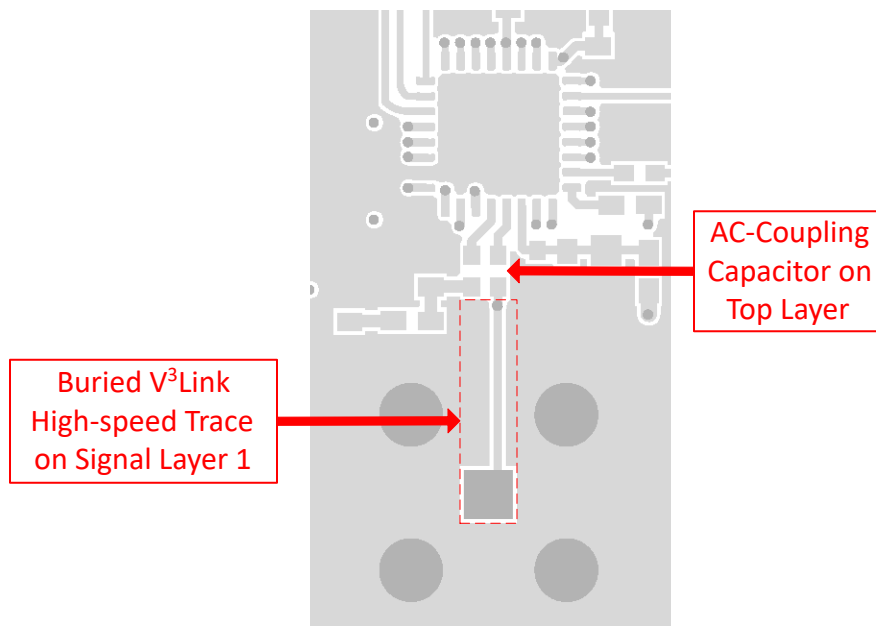 AC-Coupling
Capacitor on
Top Layer
Buried V³Link
High-speed Trace
on Signal Layer 1